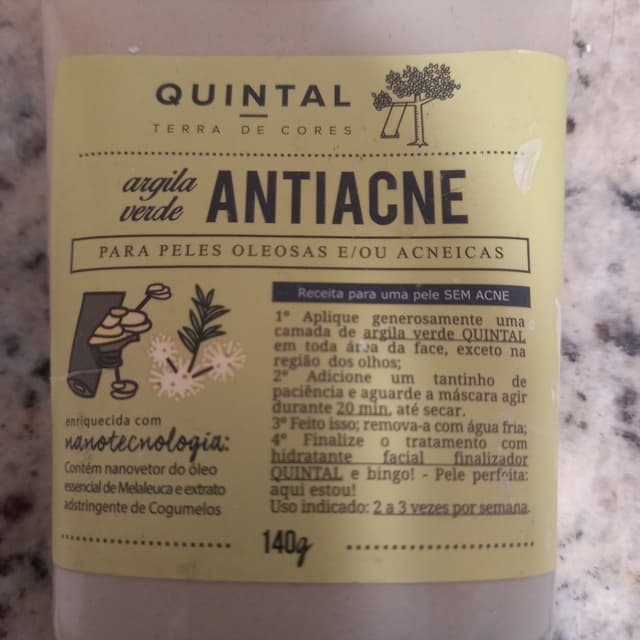 QUINTAL
TERRA DE CORES
argila
verde
ANTIACNE
PARA PELES OLEOSAS E/OU ACNEICAS
Receita para uma pele SEM ACNE
1º Aplique generosamente uma
camada de argila verde QUINTAL
em toda área da face, exceto na
região dos olhos;
2º Adicione um tantinho de
paciência e aguarde a máscara agir
durante 20 min, até secar.
3º Feito isso; remova-a com água fria;
4º Finalize o tratamento com
hidratante facial finalizador
QUINTAL e bingo! - Pele perfeita:
aqui estou!
Uso indicado: 2 a 3 vezes por semana.
enriquecida com
nanotecnologia:
Contém nanovetor do óleo
essencial de Melaleuca e extrato
adstringente de Cogumelos
140g